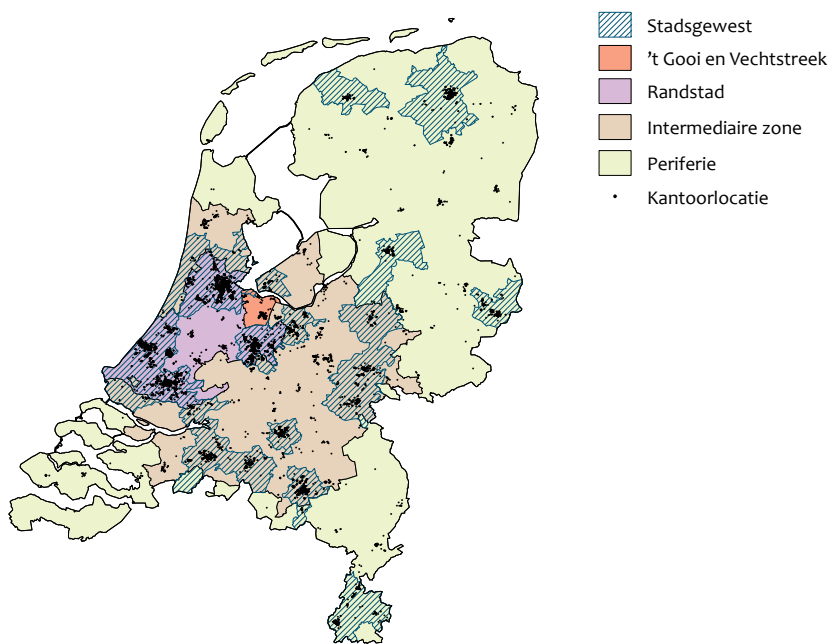 Stadsgewest
’t Gooi en Vechtstreek
Randstad
Intermediaire zone
Periferie
Kantoorlocatie